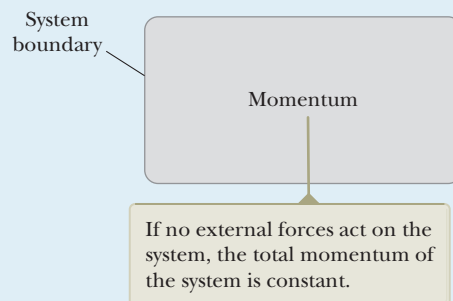 System
boundary
Momentum
If no external forces act on the
system, the total momentum of
the system is constant.